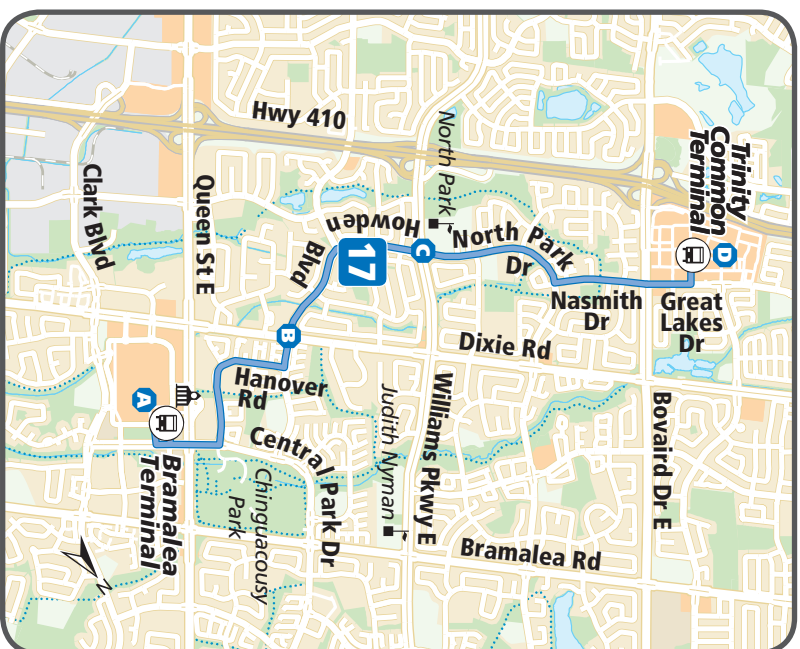 Hwy 410
North Park
Trinity
Common
Terminal
D
Clark Blvd
Queen St E
Howden
Blvd
17
C
North Park
Dr
Nasmith
Dr
Great
Lakes
Dr
B
Dixie Rd
Hanover
Rd
A
Williams Pkwy E
Judith Nyman
Bovaird Dr E
Central Park Dr
Chinguacousy
Park
Bramalea
Terminal
Bramalea Rd
N